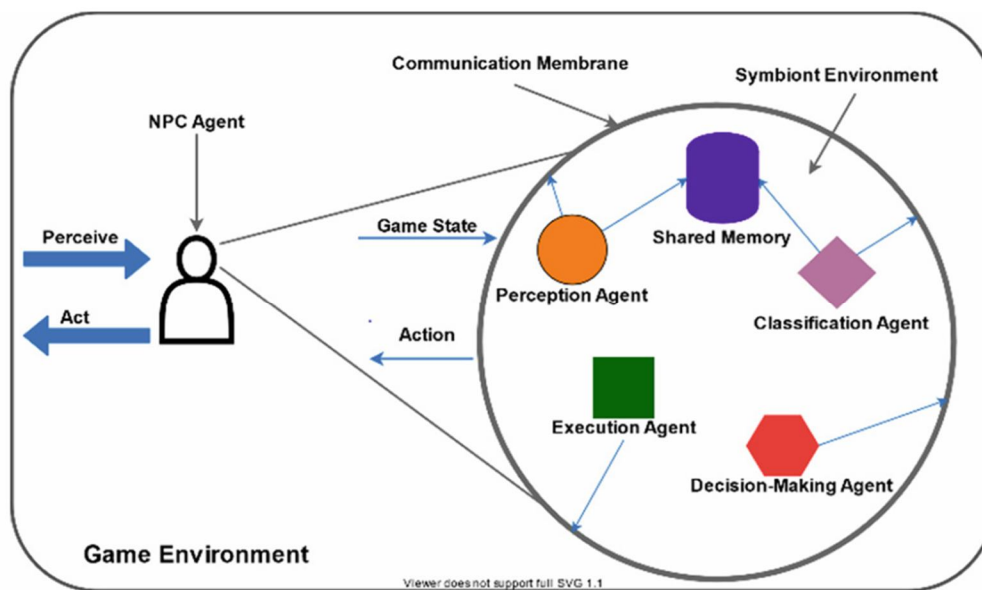 Communication Membrane
Symbiont Environment
NPC Agent
Perceive
Game State
Shared Memory
Perception Agent
Act
Action
Classification Agent
Execution Agent
Decision-Making Agent
Game Environment
Viewer does not support full SVG 1.1